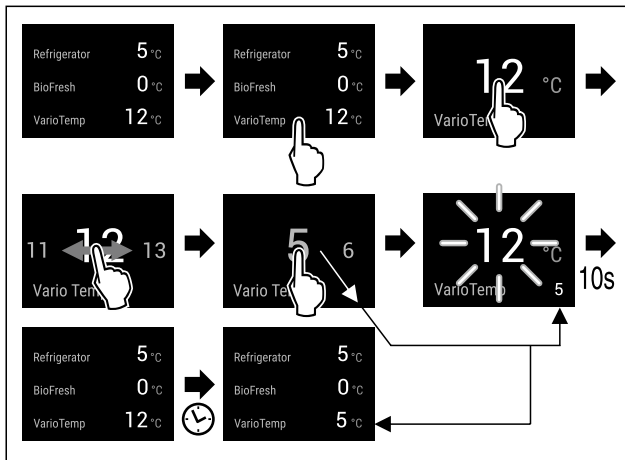 Refrigerator 5 °C
BioFresh 0 °C
VarioTemp 12 °C
Refrigerator 5 °C
BioFresh 0 °C
VarioTemp 12 °C
12 °C
VarioTemp
11 12 13
Vario Temp
5 6
Vario Temp
12 °C
VarioTemp 5
10s
Refrigerator 5 °C
BioFresh 0 °C
VarioTemp 12 °C
Refrigerator 5 °C
BioFresh 0 °C
VarioTemp 5 °C